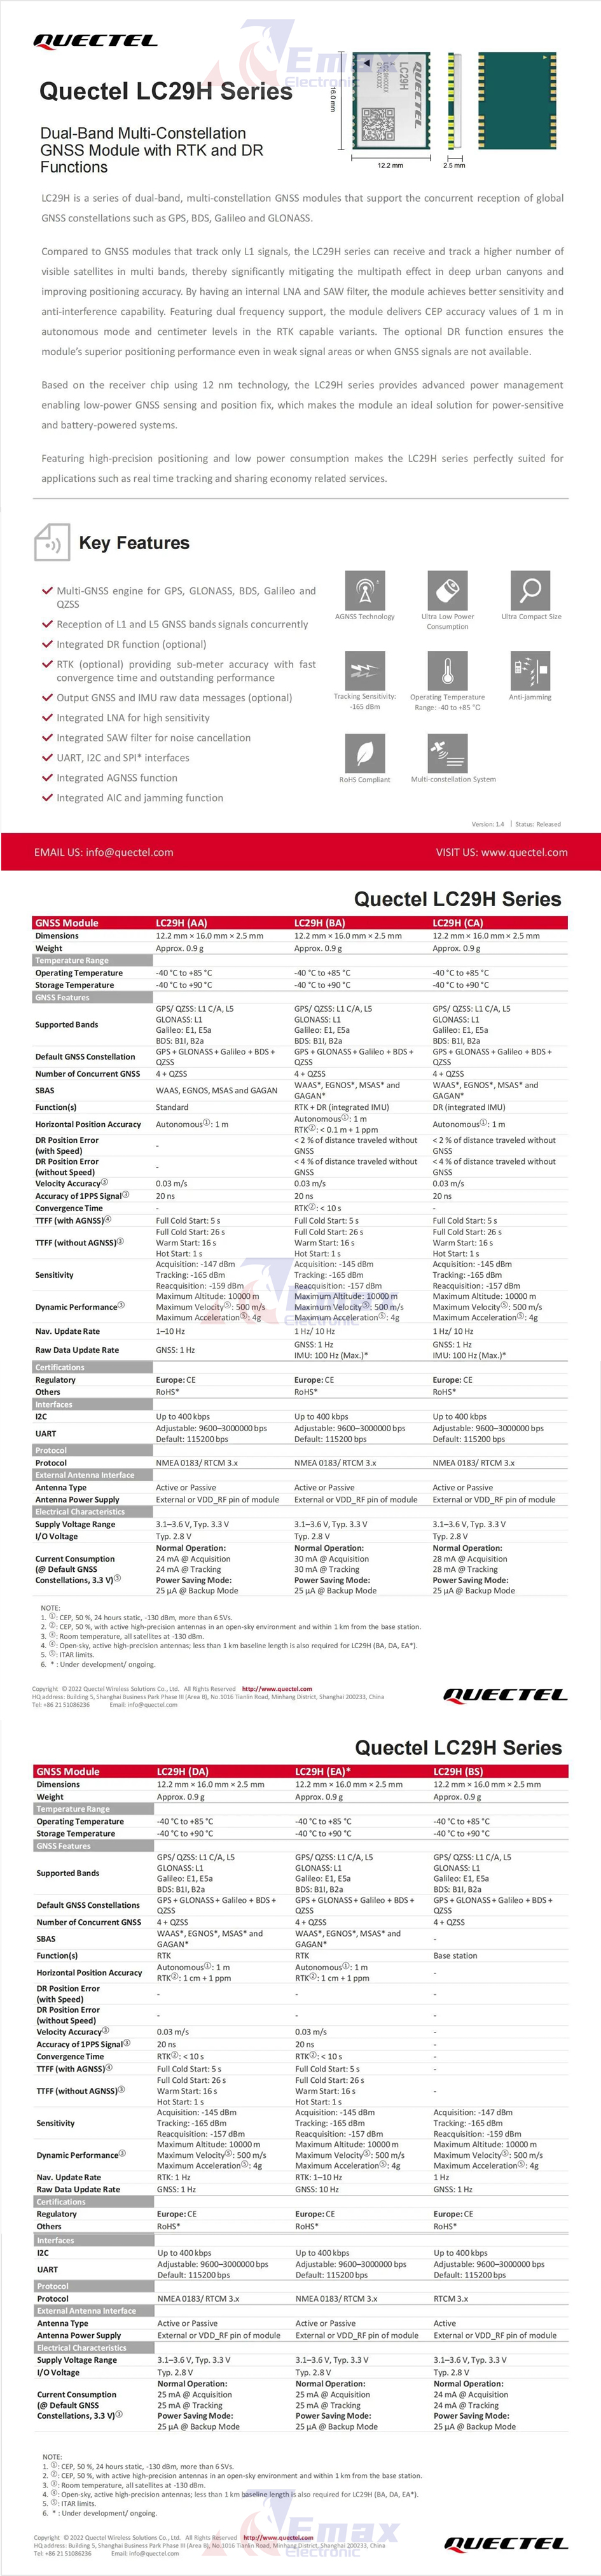 QUECTEL
Emax
Electronic
Quectel LC29H Series
Dual-Band Multi-Constellation
GNSS Module with RTK and DR
Functions
QUECTEL
LC29H
16.0 mm
12.2 mm
2.5 mm
LC29H is a series of dual-band, multi-constellation GNSS modules that support the concurrent reception of global
GNSS constellations such as GPS, BDS, Galileo and GLONASS.
Compared to GNSS modules that track only L1 signals, the LC29H series can receive and track a higher number of
visible satellites in multi bands, thereby significantly mitigating the multipath effect in deep urban canyons and
improving positioning accuracy. By having an internal LNA and SAW filter, the module achieves better sensitivity and
anti-interference capability. Featuring dual frequency support, the module delivers CEP accuracy values of 1 m in
autonomous mode and centimeter levels in the RTK capable variants. The optional DR function ensures the
module's superior positioning performance even in weak signal areas or when GNSS signals are not available.
Based on the receiver chip using 12 nm technology, the LC29H series provides advanced power management
enabling low-power GNSS sensing and position fix, which makes the module an ideal solution for power-sensitive
and battery-powered systems.
Featuring high-precision positioning and low power consumption makes the LC29H series perfectly suited for
applications such as real time tracking and sharing economy related services.
Key Features
Multi-GNSS engine for GPS, GLONASS, BDS, Galileo and
QZSS
Reception of L1 and L5 GNSS bands signals concurrently
Integrated DR function (optional)
RTK (optional) providing sub-meter accuracy with fast
convergence time and outstanding performance
Output GNSS and IMU raw data messages (optional)
Integrated LNA for high sensitivity
Integrated SAW filter for noise cancellation
UART, I2C and SPI* interfaces
Integrated AGNSS function
Integrated AIC and jamming function
AGNSS Technology
Ultra Low Power
Consumption
Ultra Compact Size
Tracking Sensitivity:
-165 dBm
Operating Temperature
Range: -40 to +85 °C
Anti-jamming
RoHS Compliant
Multi-constellation System
Version: 1.4 | Status: Released
EMAIL US: info@quectel.com VISIT US: www.quectel.com
Quectel LC29H Series
GNSS Module LC29H (AA) LC29H (BA) LC29H (CA)
Dimensions 12.2 mm × 16.0 mm × 2.5 mm 12.2 mm × 16.0 mm × 2.5 mm 12.2 mm × 16.0 mm × 2.5 mm
Weight Approx. 0.9 g Approx. 0.9 g Approx. 0.9 g
Temperature Range
Operating Temperature -40 °C to +85 °C -40 °C to +85 °C -40 °C to +85 °C
Storage Temperature -40 °C to +90 °C -40 °C to +90 °C -40 °C to +90 °C
GNSS Features
Supported Bands
GPS/ QZSS: L1 C/A, L5 GPS/ QZSS: L1 C/A, L5 GPS/ QZSS: L1 C/A, L5
GLONASS: L1 GLONASS: L1 GLONASS: L1
Galileo: E1, E5a Galileo: E1, E5a Galileo: E1, E5a
BDS: B1I, B2a BDS: B1I, B2a BDS: B1I, B2a
Default GNSS Constellation
GPS + GLONASS + Galileo + BDS + GPS + GLONASS + Galileo + BDS + GPS + GLONASS + Galileo + BDS +
QZSS QZSS QZSS
Number of Concurrent GNSS 4 + QZSS 4 + QZSS 4 + QZSS
SBAS WAAS, EGNOS, MSAS and GAGAN WAAS*, EGNOS*, MSAS* and WAAS*, EGNOS*, MSAS* and
GAGAN* GAGAN*
Function(s) Standard RTK + DR (integrated IMU) DR (integrated IMU)
Horizontal Position Accuracy Autonomous①: 1 m Autonomous①: 1 m Autonomous①: 1 m
RTK②: < 0.1 m + 1 ppm
DR Position Error - < 2 % of distance traveled without < 2 % of distance traveled without
(with Speed) GNSS GNSS
DR Position Error - < 4 % of distance traveled without < 4 % of distance traveled without
(without Speed) GNSS GNSS
Velocity Accuracy③ 0.03 m/s 0.03 m/s 0.03 m/s
Accuracy of 1PPS Signal③ 20 ns 20 ns 20 ns
Convergence Time - RTK②: < 10 s -
TTFF (with AGNSS)④ Full Cold Start: 5 s Full Cold Start: 5 s Full Cold Start: 5 s
TTFF (without AGNSS)③
Full Cold Start: 26 s Full Cold Start: 26 s Full Cold Start: 26 s
Warm Start: 16 s Warm Start: 16 s Warm Start: 16 s
Hot Start: 1 s Hot Start: 1 s Hot Start: 1 s
Sensitivity
Acquisition: -147 dBm Acquisition: -145 dBm Acquisition: -145 dBm
Tracking: -165 dBm Tracking: -165 dBm Tracking: -165 dBm
Reacquisition: -159 dBm Reacquisition: -157 dBm Reacquisition: -157 dBm
Dynamic Performance③
Maximum Altitude: 10000 m Maximum Altitude: 10000 m Maximum Altitude: 10000 m
Maximum Velocity⑤: 500 m/s Maximum Velocity⑤: 500 m/s Maximum Velocity⑤: 500 m/s
Maximum Acceleration⑤: 4g Maximum Acceleration⑤: 4g Maximum Acceleration⑤: 4g
Nav. Update Rate 1–10 Hz 1 Hz/ 10 Hz 1 Hz/ 10 Hz
Raw Data Update Rate GNSS: 1 Hz GNSS: 1 Hz GNSS: 1 Hz
IMU: 100 Hz (Max.)* IMU: 100 Hz (Max.)*
Certifications
Regulatory Europe: CE Europe: CE Europe: CE
Others RoHS* RoHS* RoHS*
Interfaces
I2C Up to 400 kbps Up to 400 kbps Up to 400 kbps
UART
Adjustable: 9600–3000000 bps Adjustable: 9600–3000000 bps Adjustable: 9600–3000000 bps
Default: 115200 bps Default: 115200 bps Default: 115200 bps
Protocol
Protocol NMEA 0183/ RTCM 3.x NMEA 0183/ RTCM 3.x NMEA 0183/ RTCM 3.x
External Antenna Interface
Antenna Type Active or Passive Active or Passive Active or Passive
Antenna Power Supply External or VDD_RF pin of module External or VDD_RF pin of module External or VDD_RF pin of module
Electrical Characteristics
Supply Voltage Range 3.1–3.6 V, Typ. 3.3 V 3.1–3.6 V, Typ. 3.3 V 3.1–3.6 V, Typ. 3.3 V
I/O Voltage Typ. 2.8 V Typ. 2.8 V Typ. 2.8 V
Normal Operation: Normal Operation: Normal Operation:
Current Consumption 24 mA @ Acquisition 30 mA @ Acquisition 28 mA @ Acquisition
(@ Default GNSS 24 mA @ Tracking 30 mA @ Tracking 28 mA @ Tracking
Constellations, 3.3 V)③ Power Saving Mode: Power Saving Mode: Power Saving Mode:
25 µA @ Backup Mode 25 µA @ Backup Mode 25 µA @ Backup Mode
NOTE:
1. ①: CEP, 50 %, 24 hours static, -130 dBm, more than 6 SVs.
2. ②: CEP, 50 %, with active high-precision antennas in an open-sky environment and within 1 km from the base station.
3. ③: Room temperature, all satellites at -130 dBm.
4. ④: Open-sky, active high-precision antennas; less than 1 km baseline length is also required for LC29H (BA, DA, EA*).
5. ⑤: ITAR limits.
6. * : Under development/ ongoing.
Copyright © 2022 Quectel Wireless Solutions Co., Ltd. All Rights Reserved http://www.quectel.com
HQ address: Building 5, Shanghai Business Park Phase III (Area B), No.1016 Tianlin Road, Minhang District, Shanghai 200233, China
Tel: +86 21 51086236 Email: info@quectel.com
QUECTEL
Quectel LC29H Series
GNSS Module LC29H (DA) LC29H (EA)* LC29H (BS)
Dimensions 12.2 mm × 16.0 mm × 2.5 mm 12.2 mm × 16.0 mm × 2.5 mm 12.2 mm × 16.0 mm × 2.5 mm
Weight Approx. 0.9 g Approx. 0.9 g Approx. 0.9 g
Temperature Range
Operating Temperature -40 °C to +85 °C -40 °C to +85 °C -40 °C to +85 °C
Storage Temperature -40 °C to +90 °C -40 °C to +90 °C -40 °C to +90 °C
GNSS Features
Supported Bands
GPS/ QZSS: L1 C/A, L5 GPS/ QZSS: L1 C/A, L5 GPS/ QZSS: L1 C/A, L5
GLONASS: L1 GLONASS: L1 GLONASS: L1
Galileo: E1, E5a Galileo: E1, E5a Galileo: E1, E5a
BDS: B1I, B2a BDS: B1I, B2a BDS: B1I, B2a
Default GNSS Constellations
GPS + GLONASS + Galileo + BDS + GPS + GLONASS + Galileo + BDS + GPS + GLONASS + Galileo + BDS +
QZSS QZSS QZSS
Number of Concurrent GNSS 4 + QZSS 4 + QZSS 4 + QZSS
SBAS WAAS*, EGNOS*, MSAS* and WAAS*, EGNOS*, MSAS* and -
GAGAN* GAGAN*
Function(s) RTK RTK Base station
Horizontal Position Accuracy Autonomous①: 1 m Autonomous①: 1 m -
RTK②: 1 cm + 1 ppm RTK②: 1 cm + 1 ppm
DR Position Error - - -
(with Speed)
DR Position Error - - -
(without Speed)
Velocity Accuracy③ 0.03 m/s 0.03 m/s -
Accuracy of 1PPS Signal③ 20 ns 20 ns -
Convergence Time RTK②: < 10 s RTK②: < 10 s -
TTFF (with AGNSS)④ Full Cold Start: 5 s Full Cold Start: 5 s -
TTFF (without AGNSS)③ -
Full Cold Start: 26 s Full Cold Start: 26 s
Warm Start: 16 s Warm Start: 16 s
Hot Start: 1 s Hot Start: 1 s
Sensitivity
Acquisition: -145 dBm Acquisition: -145 dBm Acquisition: -147 dBm
Tracking: -165 dBm Tracking: -165 dBm Tracking: -165 dBm
Reacquisition: -157 dBm Reacquisition: -157 dBm Reacquisition: -159 dBm
Dynamic Performance③
Maximum Altitude: 10000 m Maximum Altitude: 10000 m Maximum Altitude: 10000 m
Maximum Velocity⑤: 500 m/s Maximum Velocity⑤: 500 m/s Maximum Velocity⑤: 500 m/s
Maximum Acceleration⑤: 4g Maximum Acceleration⑤: 4g Maximum Acceleration⑤: 4g
Nav. Update Rate RTK: 1 Hz RTK: 1–10 Hz 1 Hz
Raw Data Update Rate GNSS: 1 Hz GNSS: 10 Hz GNSS: 1 Hz
Certifications
Regulatory Europe: CE Europe: CE Europe: CE
Others RoHS* RoHS* RoHS*
Interfaces
I2C Up to 400 kbps Up to 400 kbps Up to 400 kbps
UART
Adjustable: 9600–3000000 bps Adjustable: 9600–3000000 bps Adjustable: 9600–3000000 bps
Default: 115200 bps Default: 115200 bps Default: 115200 bps
Protocol
Protocol NMEA 0183/ RTCM 3.x NMEA 0183/ RTCM 3.x RTCM 3.x
External Antenna Interface
Antenna Type Active or Passive Active or Passive Active
Antenna Power Supply External or VDD_RF pin of module External or VDD_RF pin of module External or VDD_RF pin of module
Electrical Characteristics
Supply Voltage Range 3.1–3.6 V, Typ. 3.3 V 3.1–3.6 V, Typ. 3.3 V 3.1–3.6 V, Typ. 3.3 V
I/O Voltage Typ. 2.8 V Typ. 2.8 V Typ. 2.8 V
Normal Operation: Normal Operation: Normal Operation:
Current Consumption 25 mA @ Acquisition 25 mA @ Acquisition 24 mA @ Acquisition
(@ Default GNSS 25 mA @ Tracking 25 mA @ Tracking 24 mA @ Tracking
Constellations, 3.3 V)③ Power Saving Mode: Power Saving Mode: Power Saving Mode:
25 µA @ Backup Mode 25 µA @ Backup Mode 25 µA @ Backup Mode
NOTE:
1. ①: CEP, 50 %, 24 hours static, -130 dBm, more than 6 SVs.
2. ②: CEP, 50 %, with active high-precision antennas in an open-sky environment and within 1 km from the base station.
3. ③: Room temperature, all satellites at -130 dBm.
4. ④: Open-sky, active high-precision antennas; less than 1 km baseline length is also required for LC29H (BA, DA, EA*).
5. ⑤: ITAR limits.
6. * : Under development/ ongoing.
Copyright © 2022 Quectel Wireless Solutions Co., Ltd. All Rights Reserved http://www.quectel.com
HQ address: Building 5, Shanghai Business Park Phase III (Area B), No.1016 Tianlin Road, Minhang District, Shanghai 200233, China
Tel: +86 21 51086236 Email: info@quectel.com
Emax
Electronic
QUECTEL